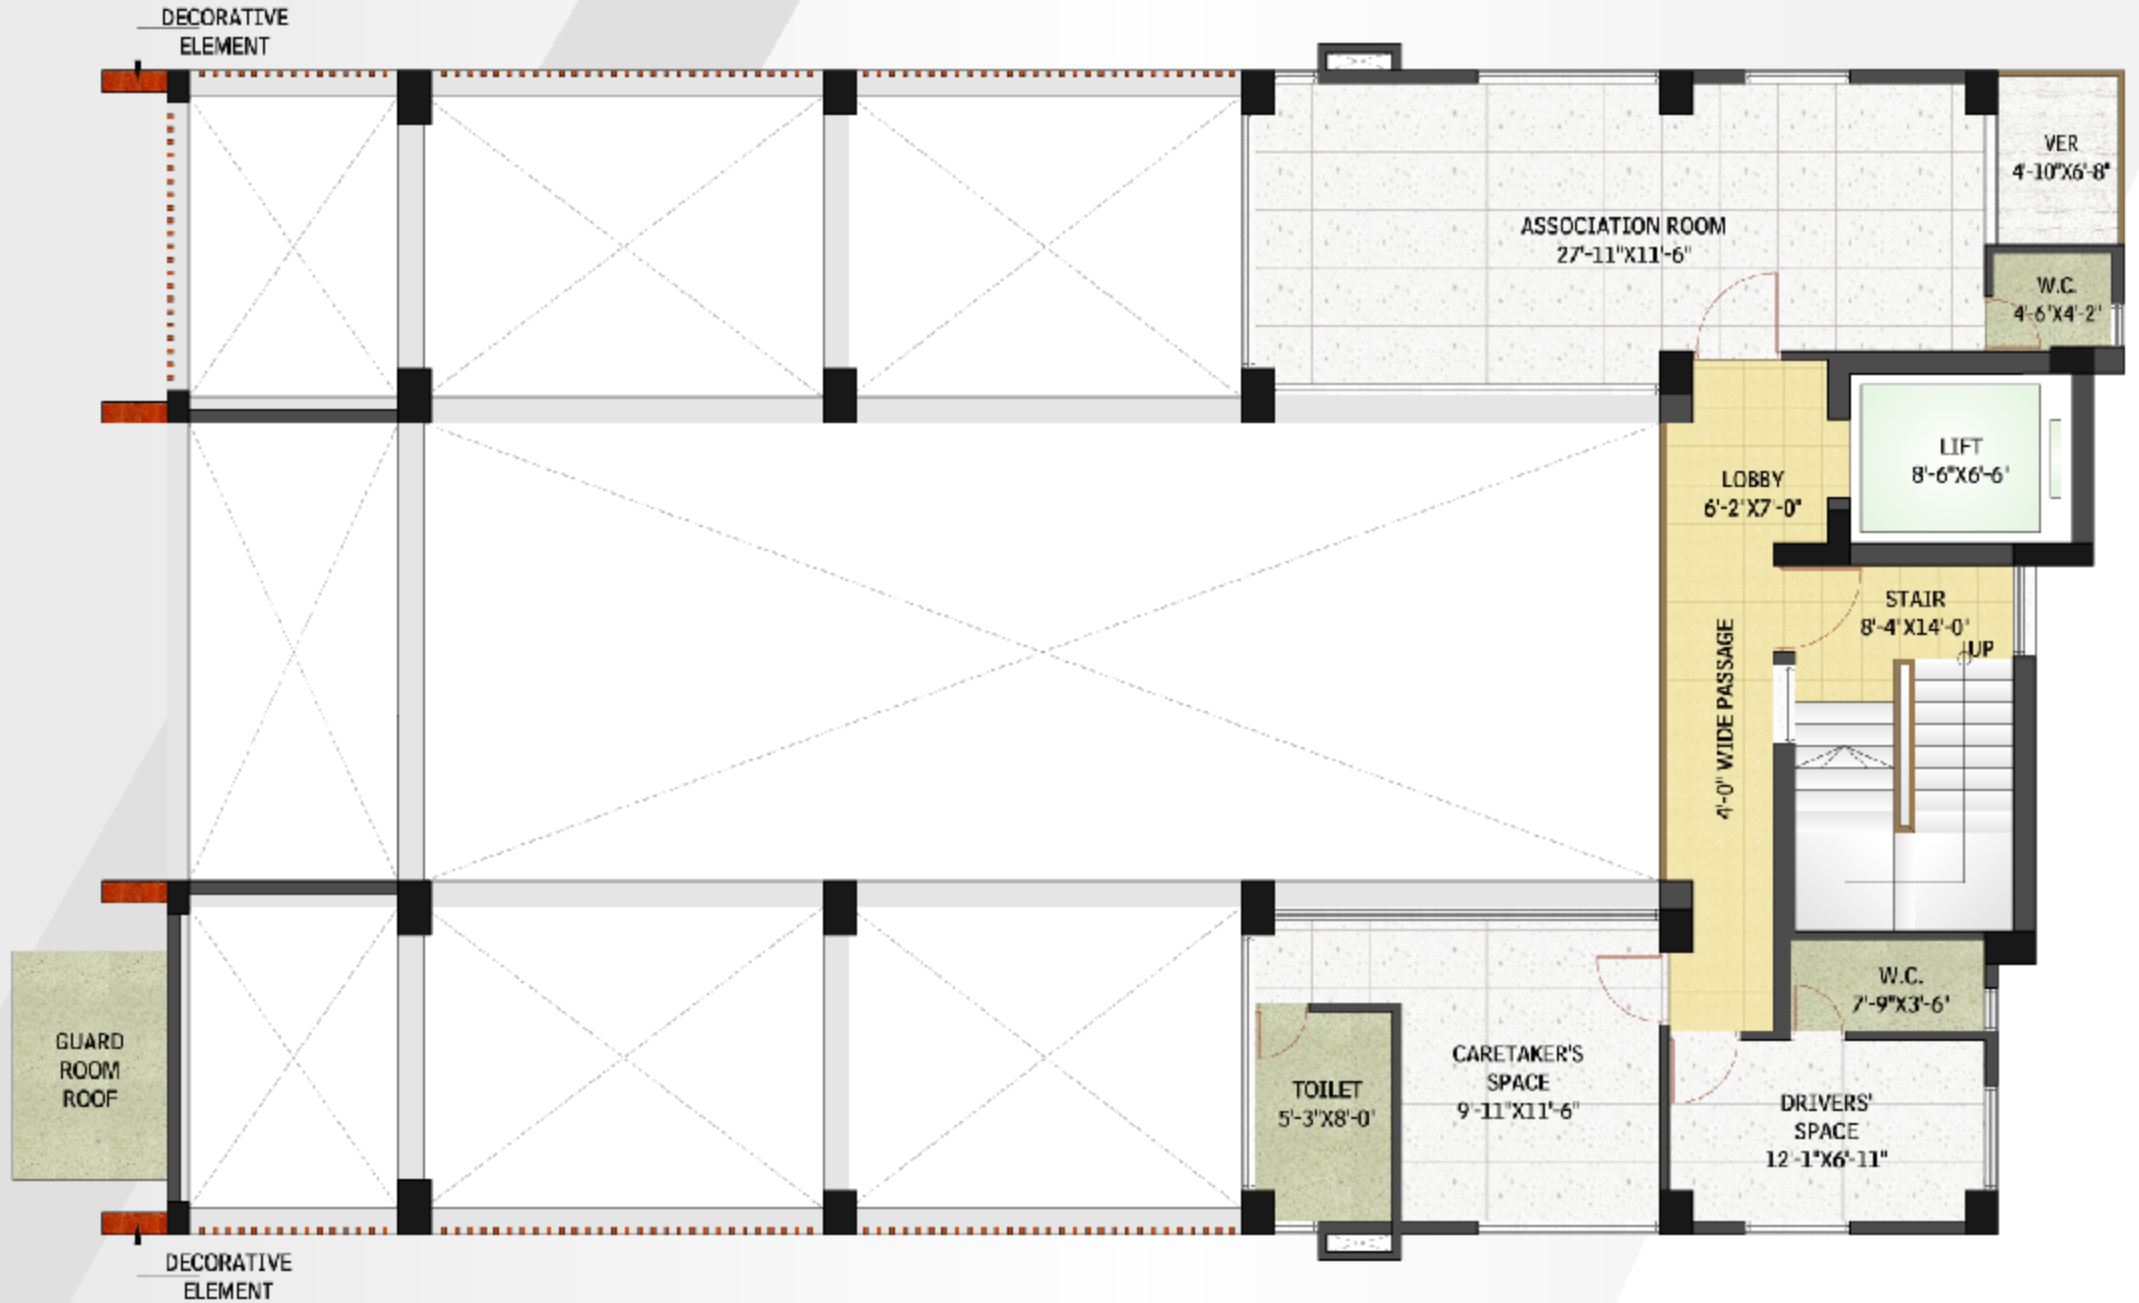 DECORATIVE
ELEMENT
VER
4'-10"X6'-8"
ASSOCIATION ROOM
27'-11"X11'-6"
W.C.
4'-6"X4'-2"
LIFT
8'-6"X6'-6"
LOBBY
6'-2"X7'-0"
STAIR
8'-4"X14'-0"
UP
4'-0" WIDE PASSAGE
W.C.
7'-9"X3'-6"
GUARD
ROOM
ROOF
CARETAKER'S
SPACE
9'-11"X11'-6"
TOILET
5'-3"X8'-0"
DRIVERS'
SPACE
12'-1"X6'-11"
DECORATIVE
ELEMENT